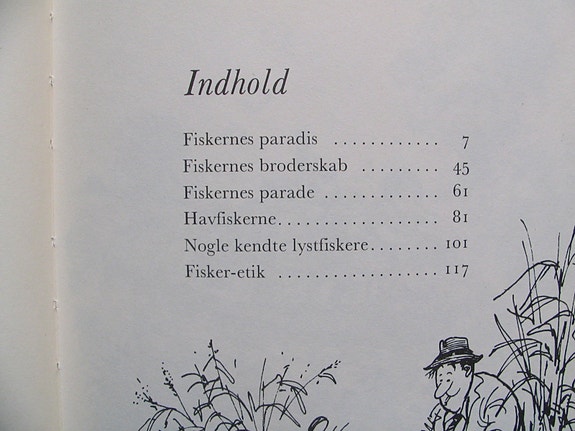 Indhold
Fiskernes paradis ............ 7
Fiskernes broderskab ......... 45
Fiskernes parade ............. 61
Havfiskerne.................. 81
Nogle kendte lystfiskere........ 101
Fisker-etik .................. 117